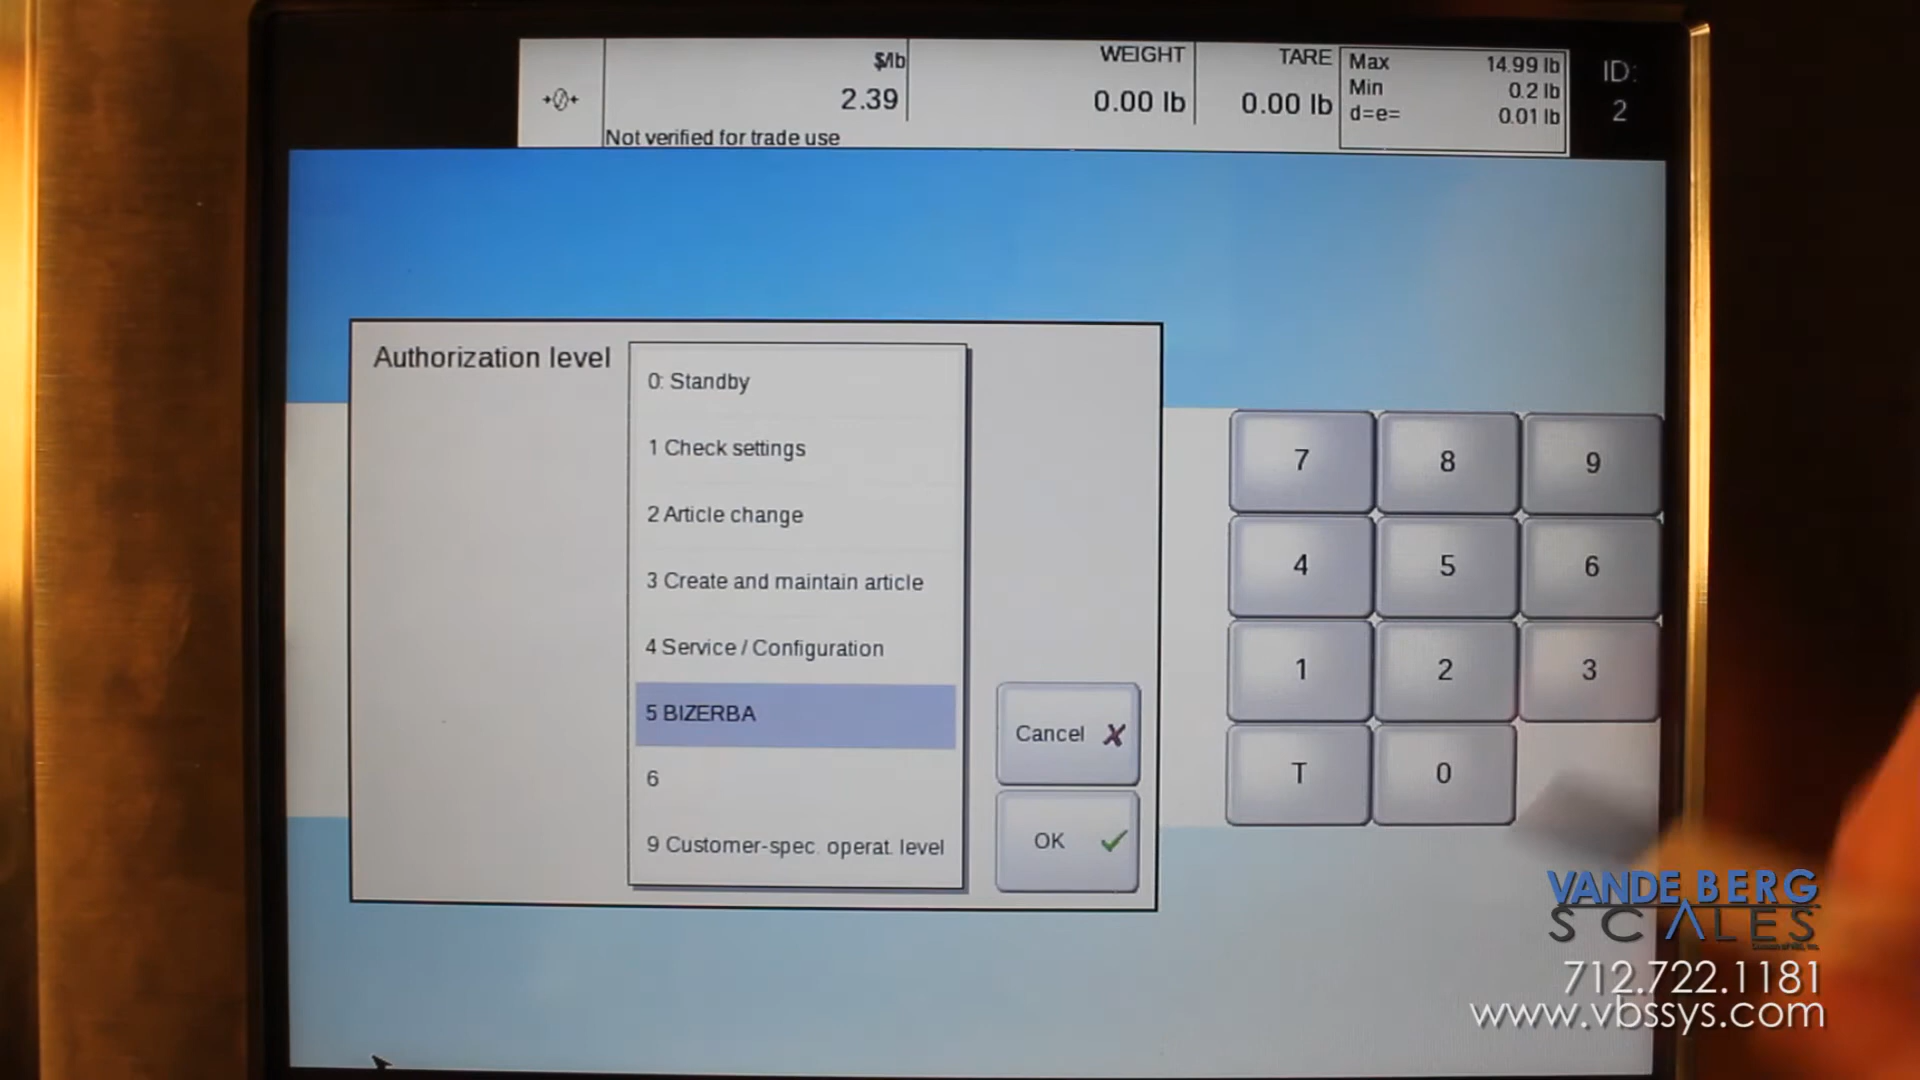 $/lb WEIGHT TARE Max 14.99 lb ID:
2.39 0.00 lb 0.00 lb Min 0.2 lb 2
d=e= 0.01 lb
Not verified for trade use
Authorization level
0: Standby
1 Check settings
2 Article change
3 Create and maintain article
4 Service / Configuration
5 BIZERBA
6
9 Customer-spec. operat. level
Cancel
OK
7 8 9
4 5 6
1 2 3
T 0
VANDE BERG
SCALES
712.722.1181
www.vbssys.com